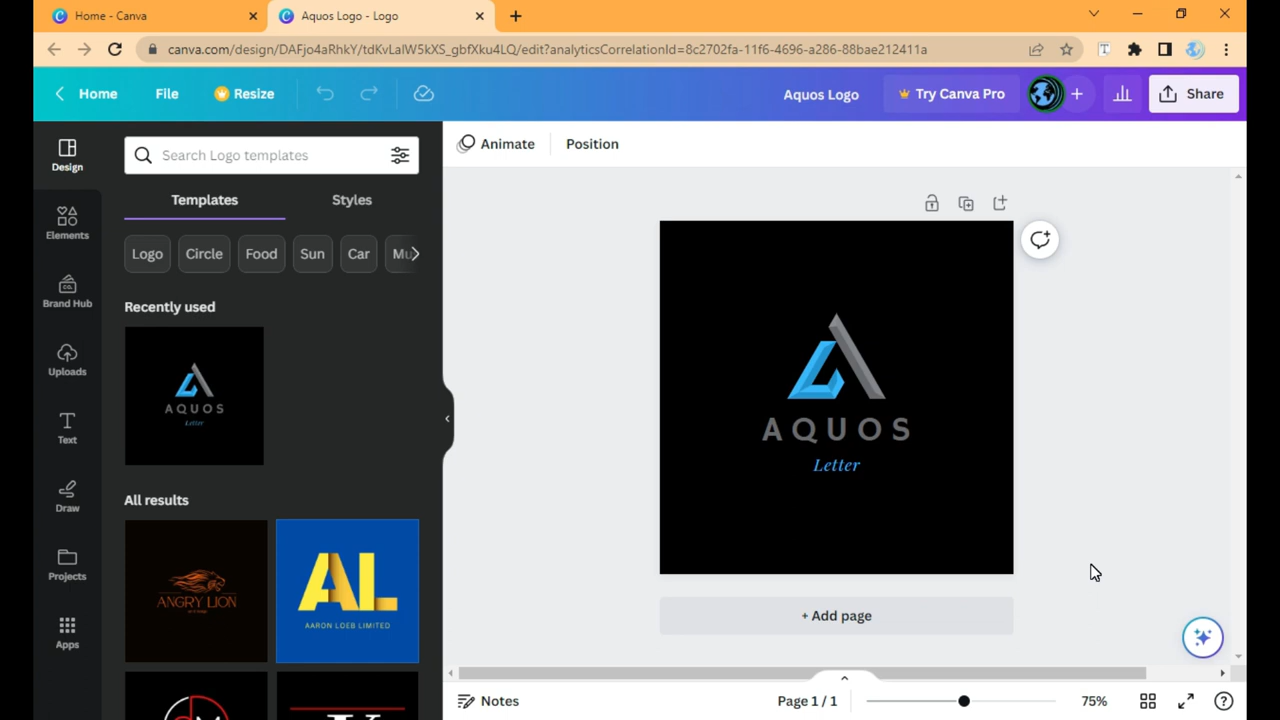 Home - Canva
Aquos Logo - Logo
canva.com/design/DAFjo4aRhkY/tdKvLaIW5kXS_gbfXku4LQ/edit?analyticsCorrelationId=8c2702fa-11f6-4696-a286-88bae212411a
Home
File
Resize
Aquos Logo
Try Canva Pro
Share
Design
Elements
Brand Hub
Uploads
Text
Draw
Projects
Apps
Search Logo templates
Templates
Styles
Logo
Circle
Food
Sun
Car
Mu
Recently used
AQUOS
Letter
All results
ANGRY LION
AL
AARON LOEB LIMITED
Animate
Position
AQUOS
Letter
+ Add page
Notes
Page 1 / 1
75%